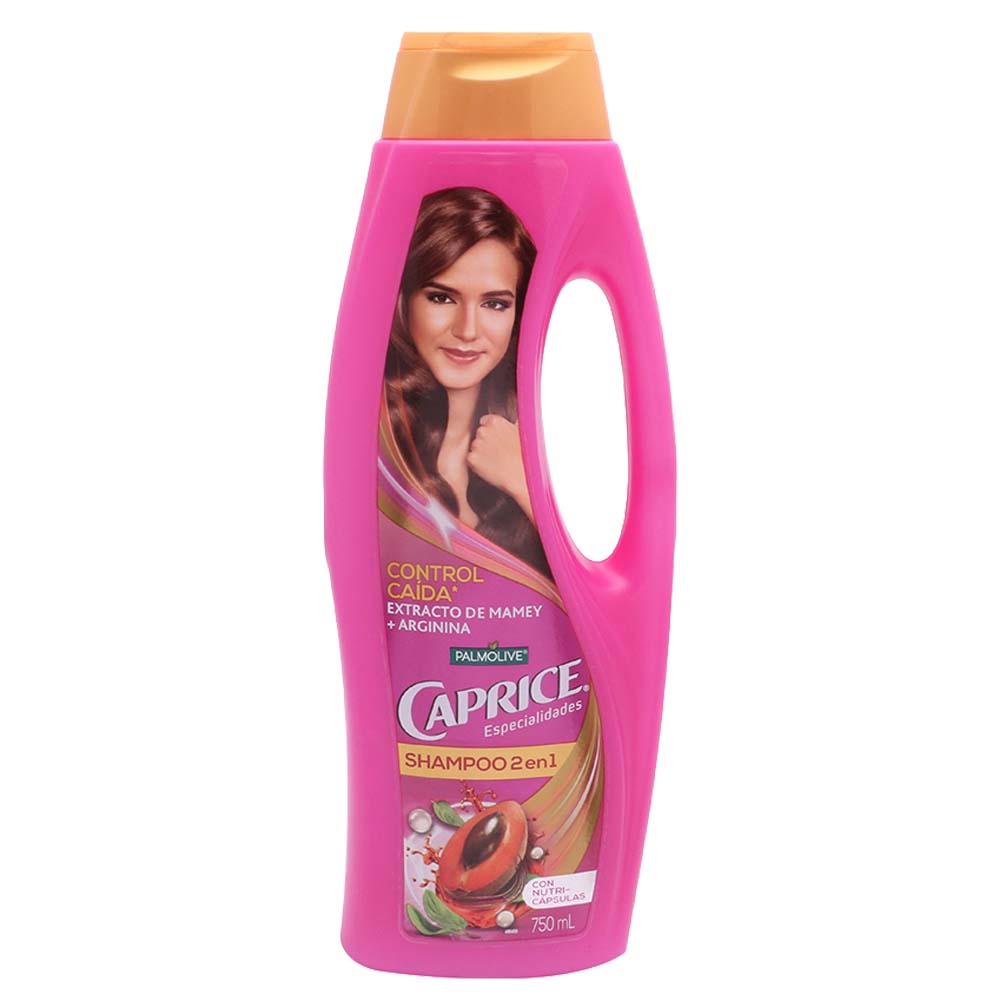 CONTROL
CAÍDA*
EXTRACTO DE MAMEY
+ ARGININA
PALMOLIVE®
CAPRICE®
Especialidades
SHAMPOO 2 en 1
CON
NUTRI-
CÁPSULAS
750 mL